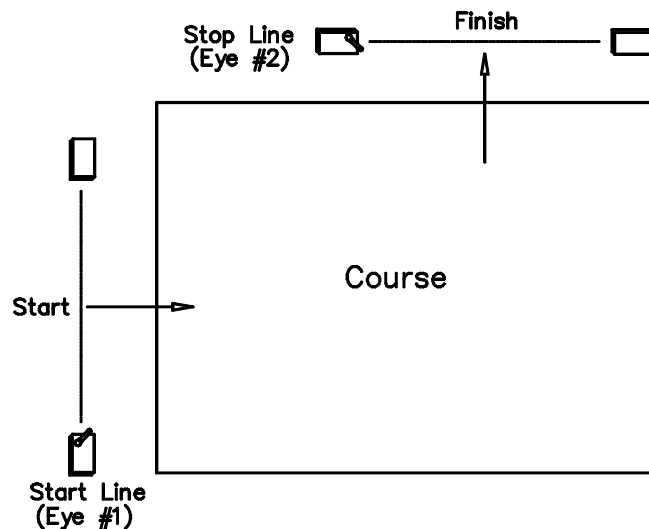 Stop Line
(Eye #2)
Finish
Course
Start
Start Line
(Eye #1)